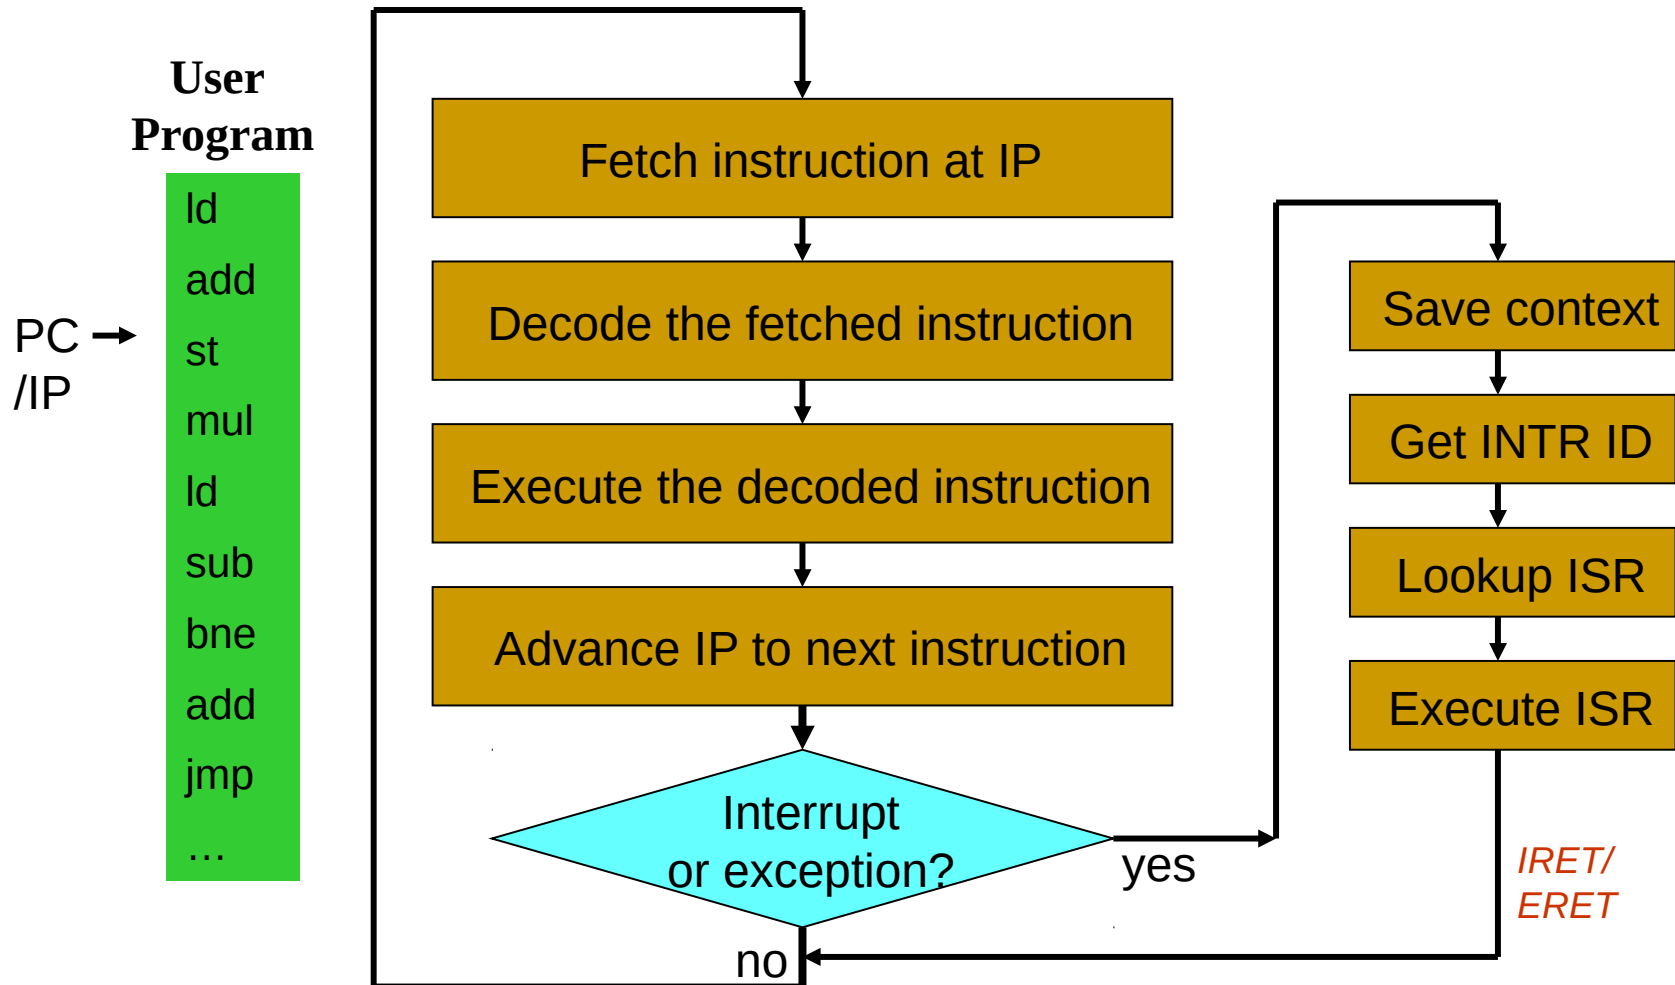 User
Program
ld
add
st
mul
ld
sub
bne
add
jmp
…
PC
/IP
Fetch instruction at IP
Decode the fetched instruction
Execute the decoded instruction
Advance IP to next instruction
Interrupt
or exception?
yes
no
Save context
Get INTR ID
Lookup ISR
Execute ISR
IRET/
ERET